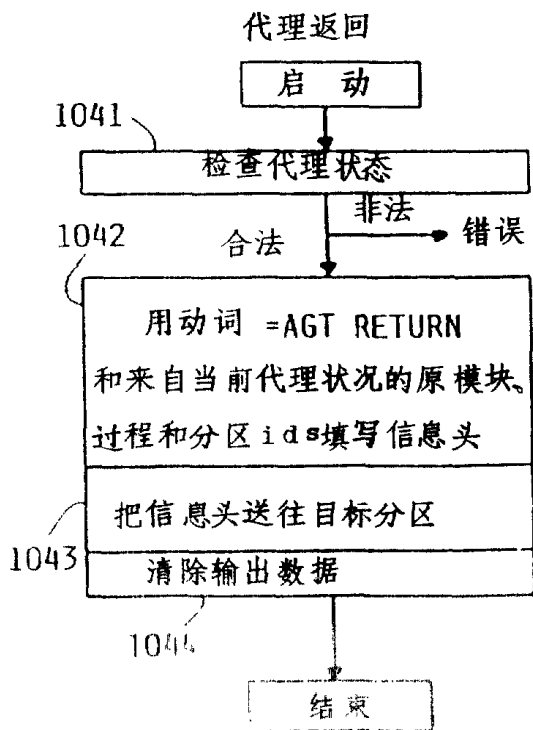 代理返回
启动
1041
检查代理状态
非法
1042
合法
错误
用动词 =AGT RETURN
和来自当前代理状况的原模块、
过程和分区ids填写信息头
把信息头送往目标分区
1043
清除输出数据
1044
结束